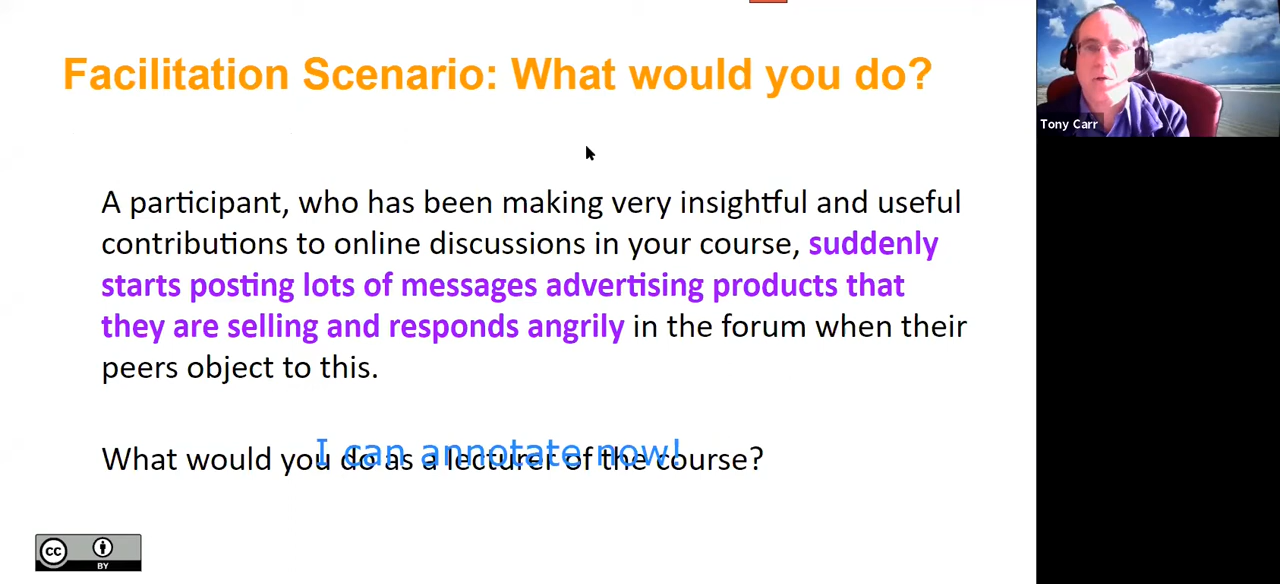 Facilitation Scenario: What would you do?
Tony Carr
A participant, who has been making very insightful and useful
contributions to online discussions in your course, suddenly
starts posting lots of messages advertising products that
they are selling and responds angrily in the forum when their
peers object to this.
I can annotate now!
What would you do as a lecturer of the course?
cc
BY